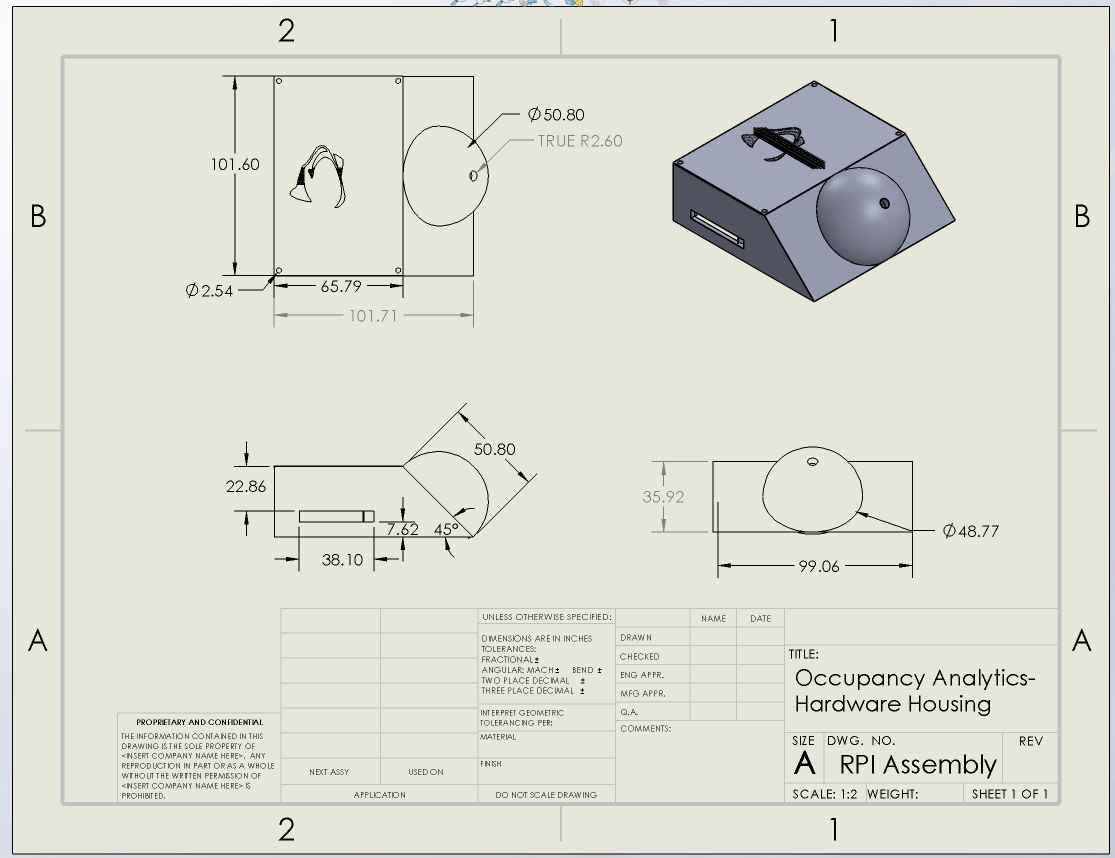 2
1
B
B
101.60
Ø50.80
TRUE R2.60
Ø2.54
65.79
101.71
50.80
22.86
7.62
45°
38.10
35.92
Ø48.77
99.06
A
A
UNLESS OTHERWISE SPECIFIED:
DIMENSIONS ARE IN INCHES
TOLERANCES:
FRACTIONAL±
ANGULAR: MACH± BEND ±
TWO PLACE DECIMAL ±
THREE PLACE DECIMAL ±
INTERPRET GEOMETRIC
TOLERANCING PER:
MATERIAL
FINISH
DO NOT SCALE DRAWING
NAME DATE
DRAWN
CHECKED
ENG APPR.
MFG APPR.
Q.A.
COMMENTS:
TITLE:
Occupancy Analytics-
Hardware Housing
SIZE DWG. NO. REV
A RPI Assembly
SCALE: 1:2 WEIGHT: SHEET 1 OF 1
PROPRIETARY AND CONFIDENTIAL
THE INFORMATION CONTAINED IN THIS
DRAWING IS THE SOLE PROPERTY OF
<INSERT COMPANY NAME HERE>. ANY
REPRODUCTION IN PART OR AS A WHOLE
WITHOUT THE WRITTEN PERMISSION OF
<INSERT COMPANY NAME HERE> IS
PROHIBITED.
NEXT ASSY USED ON
APPLICATION
2
1